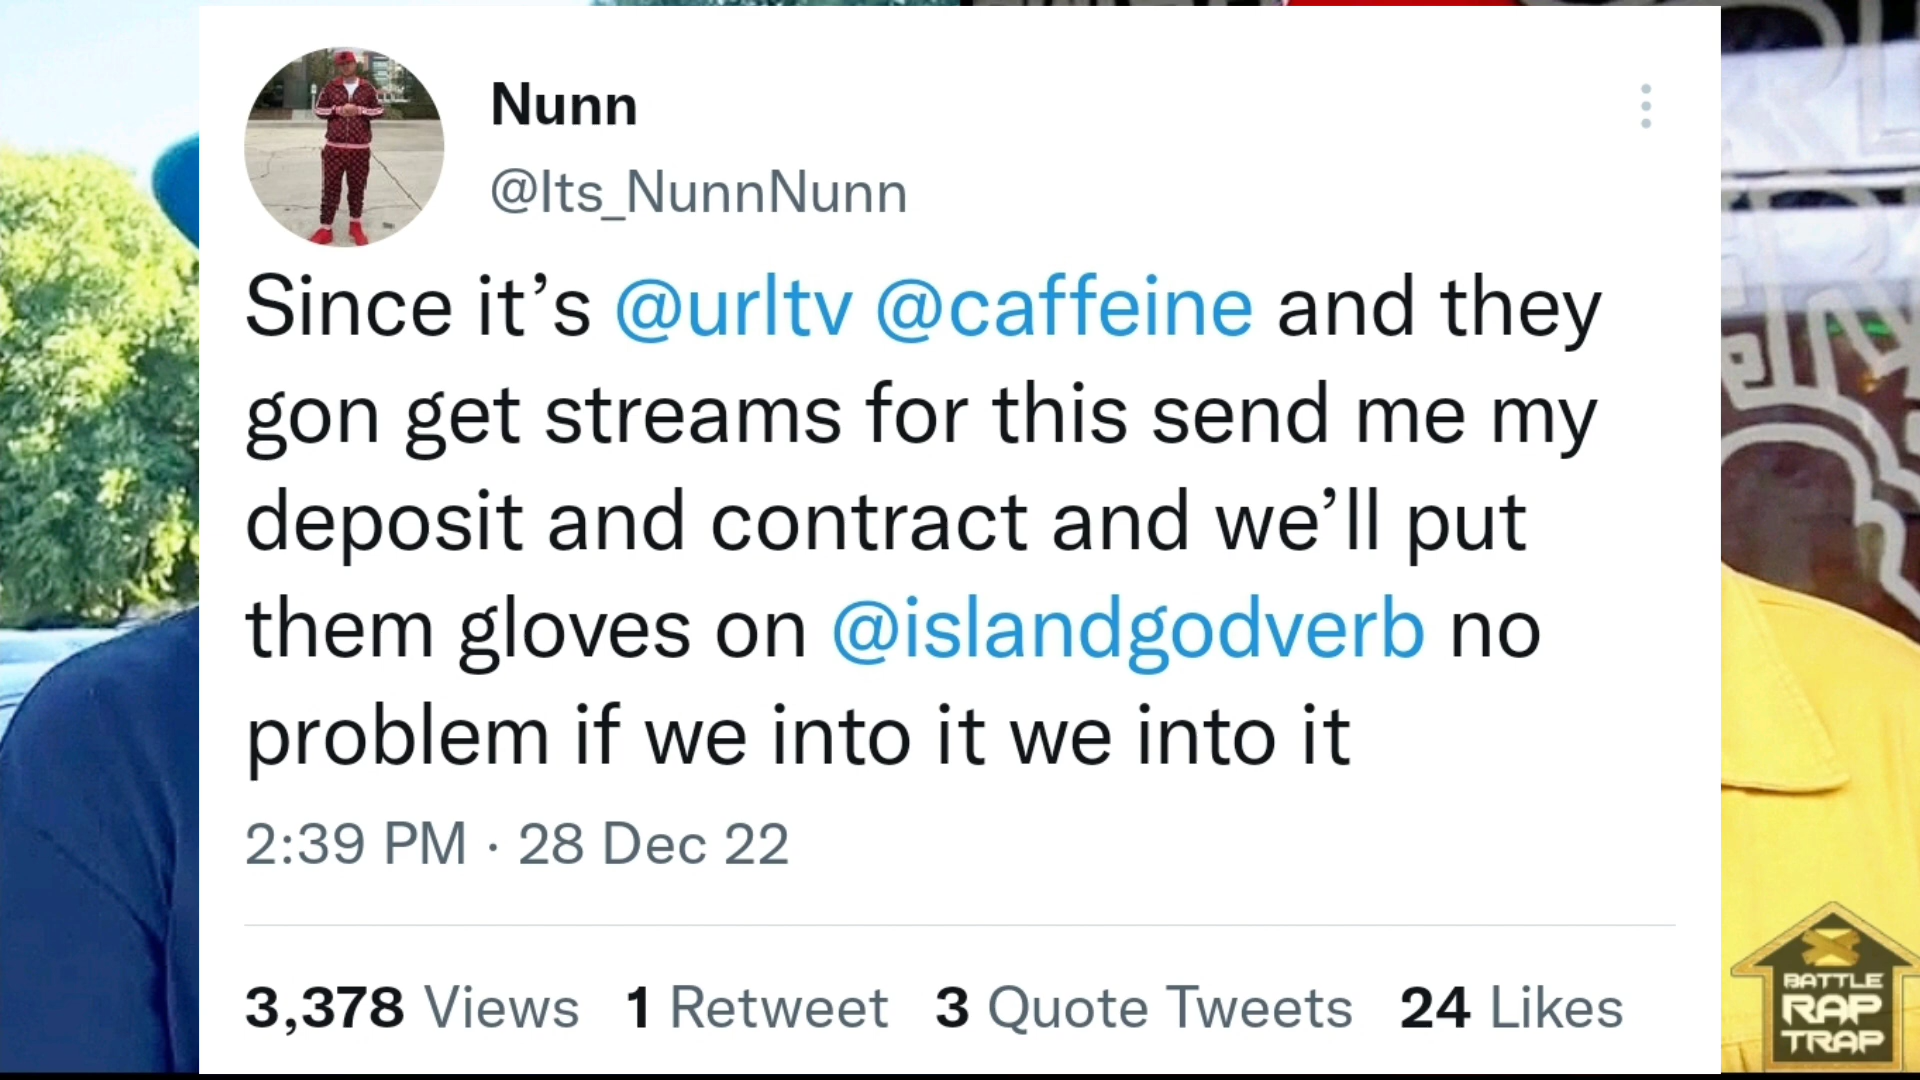 Nunn
@Its_NunnNunn
Since it’s @urltv @caffeine and they
gon get streams for this send me my
deposit and contract and we’ll put
them gloves on @islandgodverb no
problem if we into it we into it
2:39 PM · 28 Dec 22
3,378 Views 1 Retweet 3 Quote Tweets 24 Likes
BATTLE
RAP
TRAP